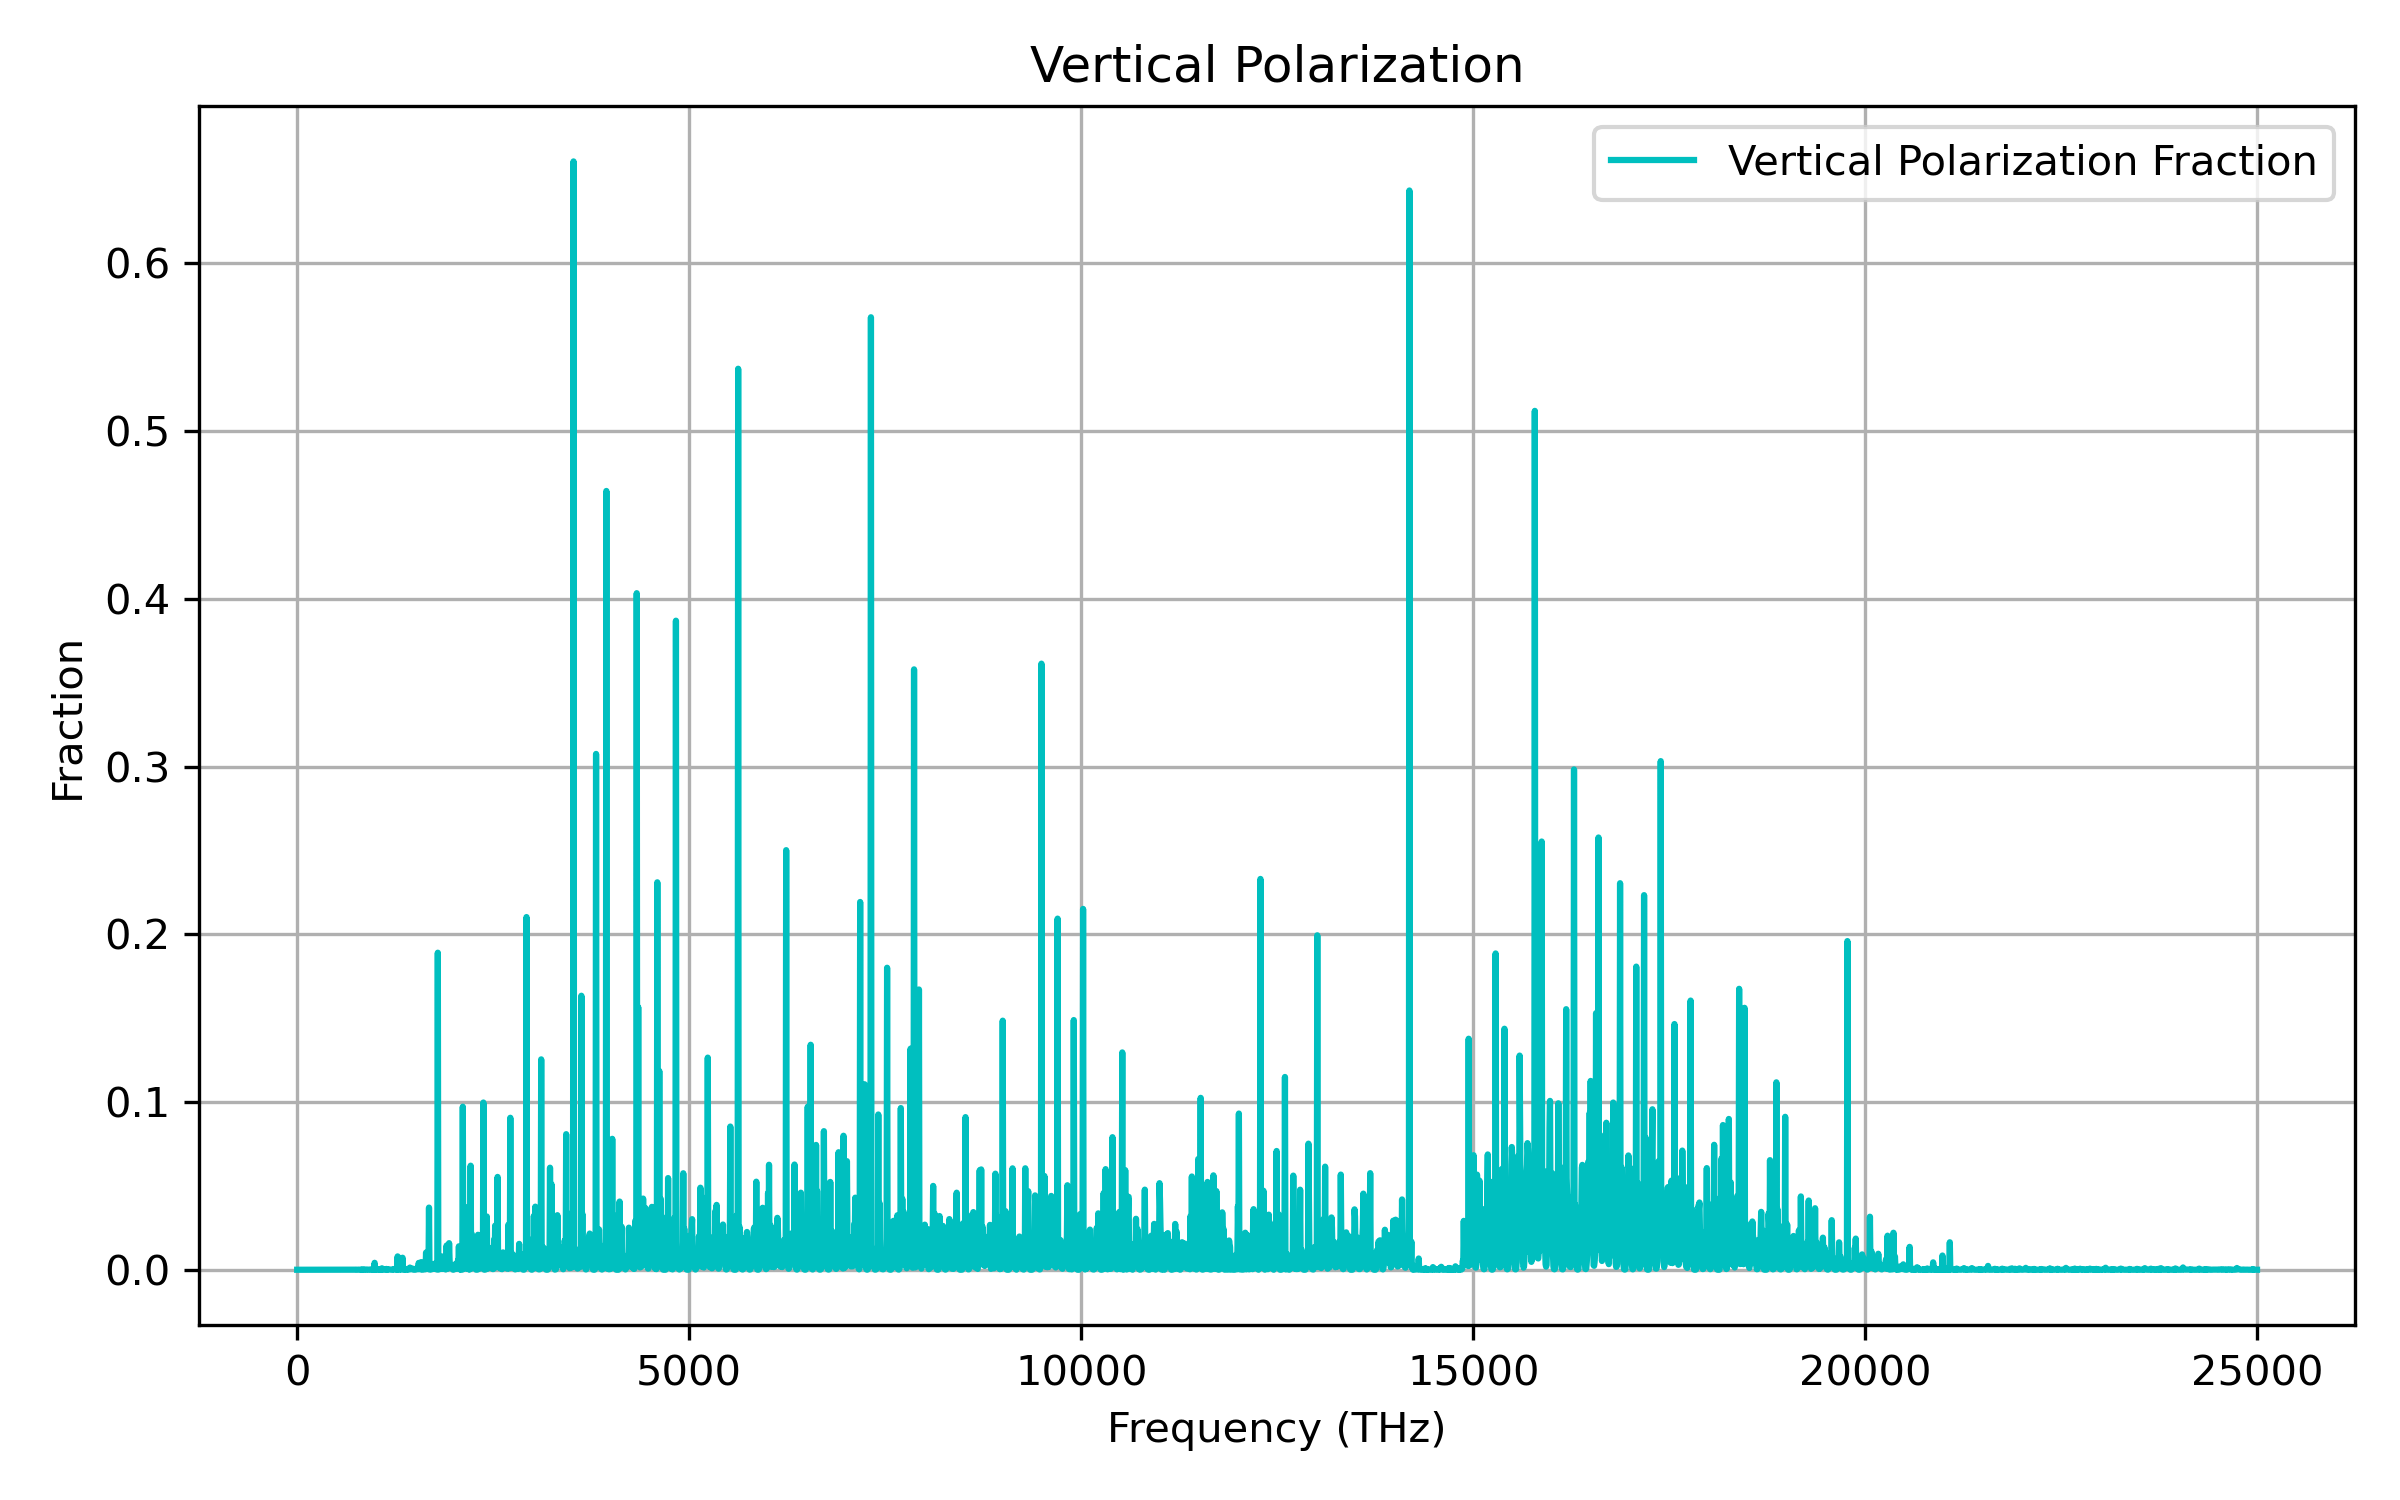 Vertical Polarization
Vertical Polarization Fraction
0.6
0.5
0.4
0.3
0.2
0.1
0.0
Fraction
0 5000 10000 15000 20000 25000
Frequency (THz)